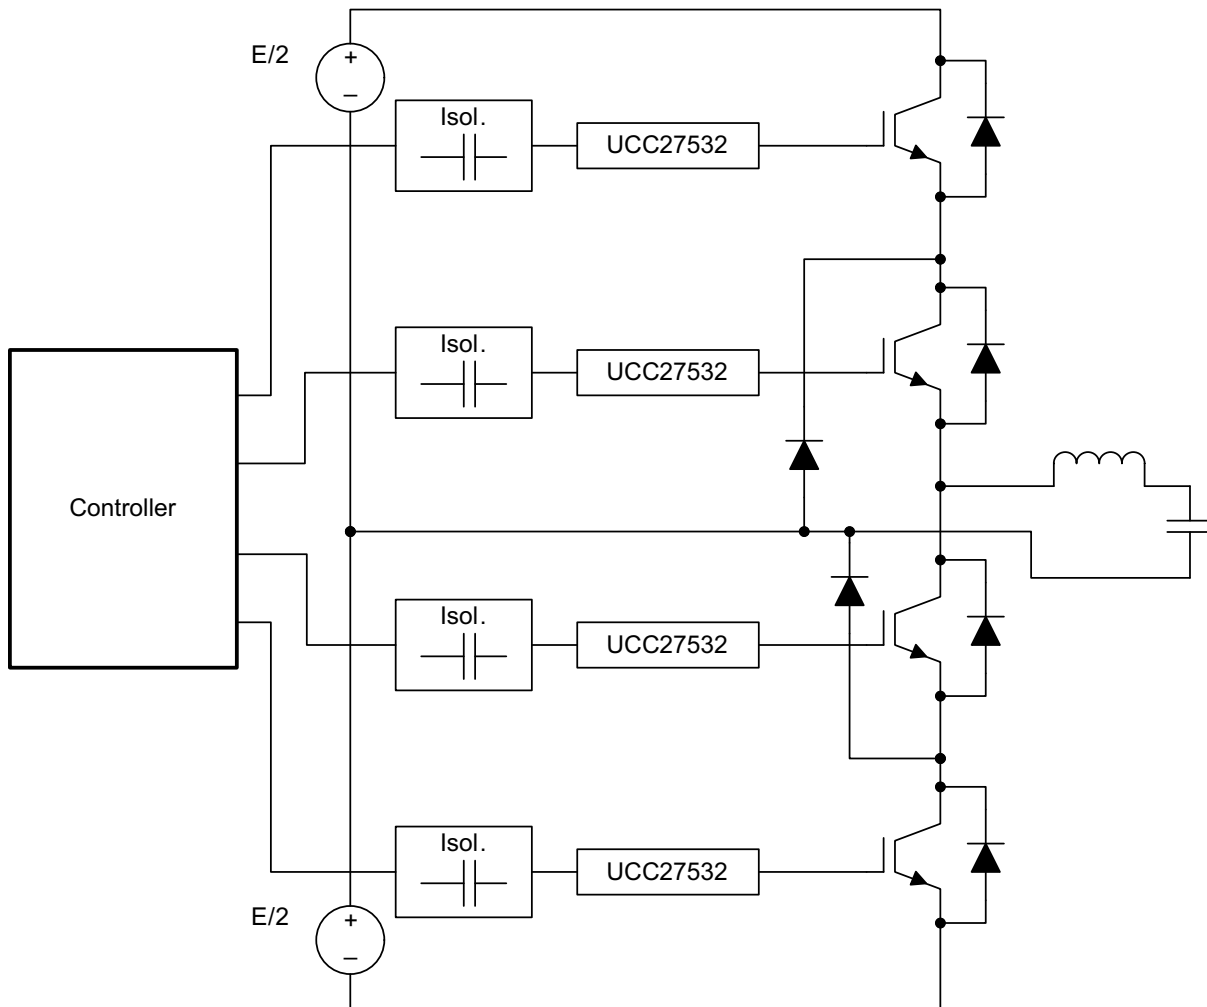 E/2
+
–
Isol.
UCC27532
Isol.
UCC27532
Controller
Isol.
UCC27532
Isol.
UCC27532
E/2
+
–